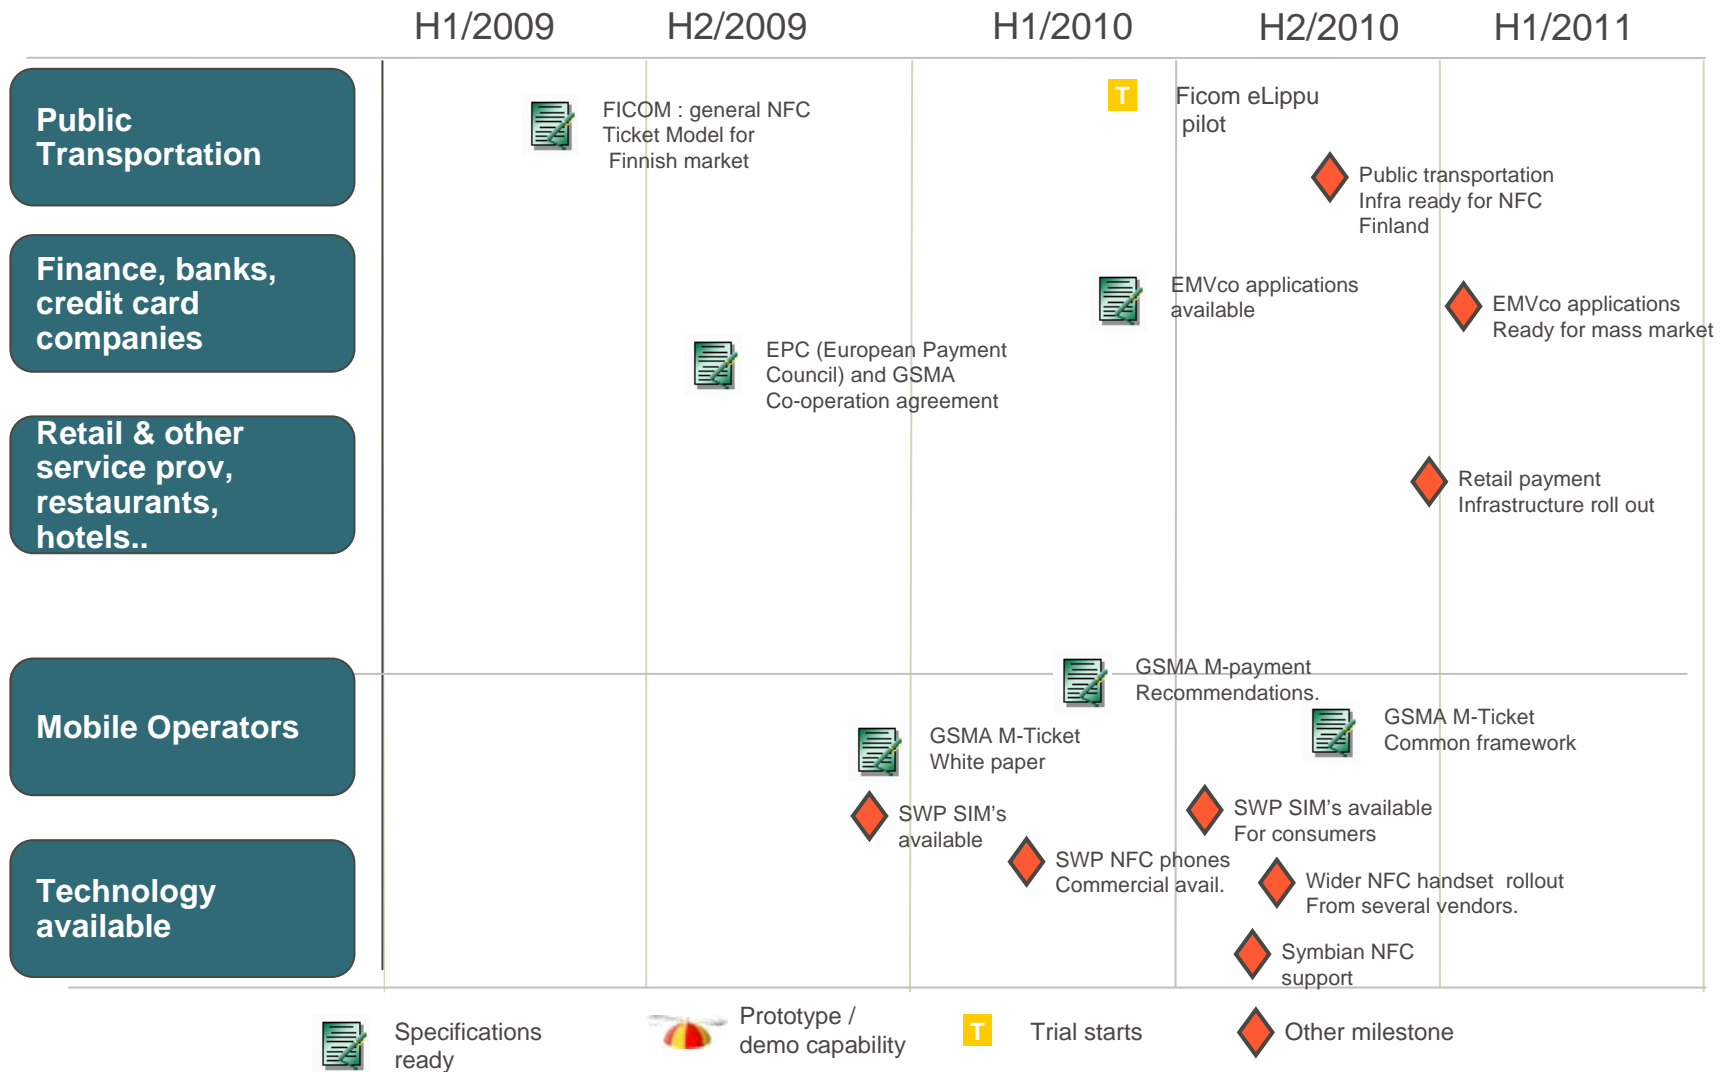 H1/2009
H2/2009
H1/2010
H2/2010
H1/2011
Public
Transportation
FICOM : general NFC
Ticket Model for
Finnish market
T
Ficom eLippu
pilot
Public transportation
Infra ready for NFC
Finland
Finance, banks,
credit card
companies
EPC (European Payment
Council) and GSMA
Co-operation agreement
EMVco applications
available
EMVco applications
Ready for mass market
Retail & other
service prov,
restaurants,
hotels..
Retail payment
Infrastructure roll out
Mobile Operators
GSMA M-payment
Recommendations.
GSMA M-Ticket
White paper
GSMA M-Ticket
Common framework
SWP SIM's
available
SWP SIM's available
For consumers
Technology
available
SWP NFC phones
Commercial avail.
Wider NFC handset rollout
From several vendors.
Symbian NFC
support
Specifications
ready
Prototype /
demo capability
T
Trial starts
Other milestone